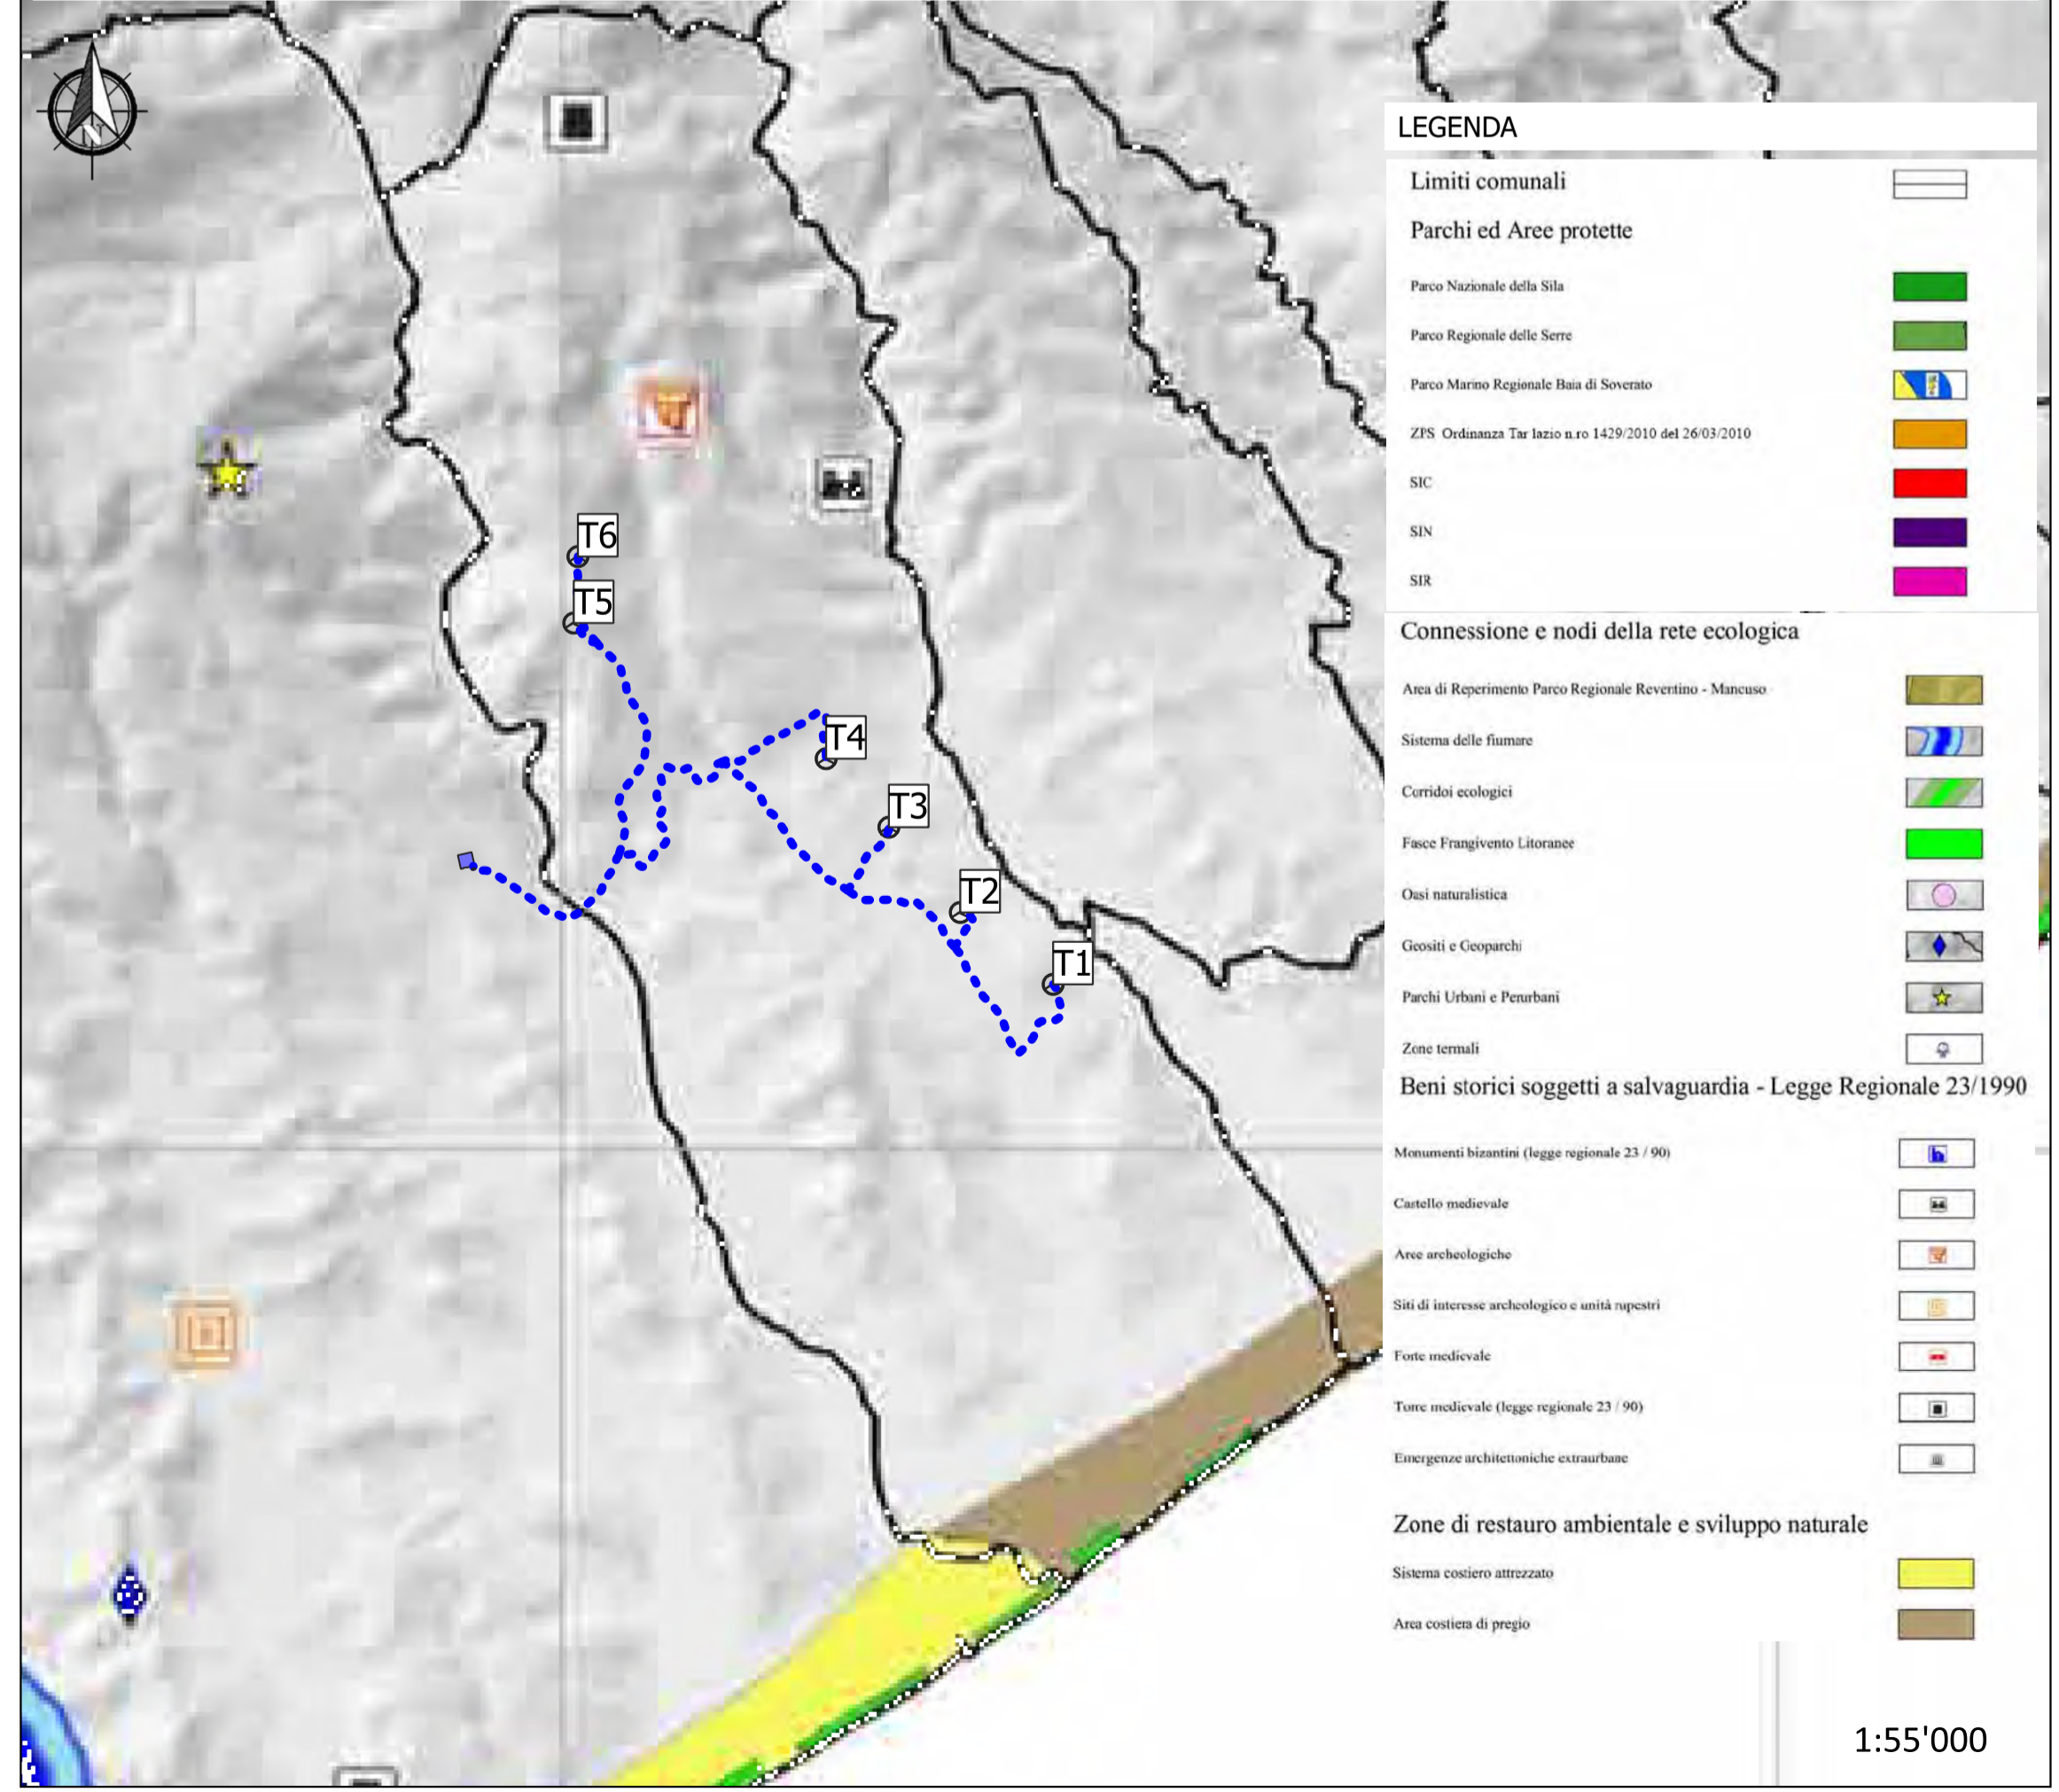 N
T6
T5
T4
T3
T2
T1
LEGENDA
Limiti comunali
Parchi ed Aree protette
Parco Nazionale della Sila
Parco Regionale delle Serre
Parco Marino Regionale Baia di Soverato
ZPS Ordinanza Tar lazio n.ro 1429/2010 del 26/03/2010
SIC
SIN
SIR
Connessione e nodi della rete ecologica
Area di Reperimento Parco Regionale Reventino - Mancuso
Sistema delle fiumare
Corridoi ecologici
Fasce Frangivento Litoranee
Oasi naturalistica
Geositi e Geoparchi
Parchi Urbani e Perurbani
Zone termali
Beni storici soggetti a salvaguardia - Legge Regionale 23/1990
Monumenti bizantini (legge regionale 23 / 90)
Castello medievale
Aree archeologiche
Siti di interesse archeologico e unità rupestri
Forte medievale
Torre medievale (legge regionale 23 / 90)
Emergenze architettoniche extraurbane
Zone di restauro ambientale e sviluppo naturale
Sistema costiero attrezzato
Area costiera di pregio
1:55'000